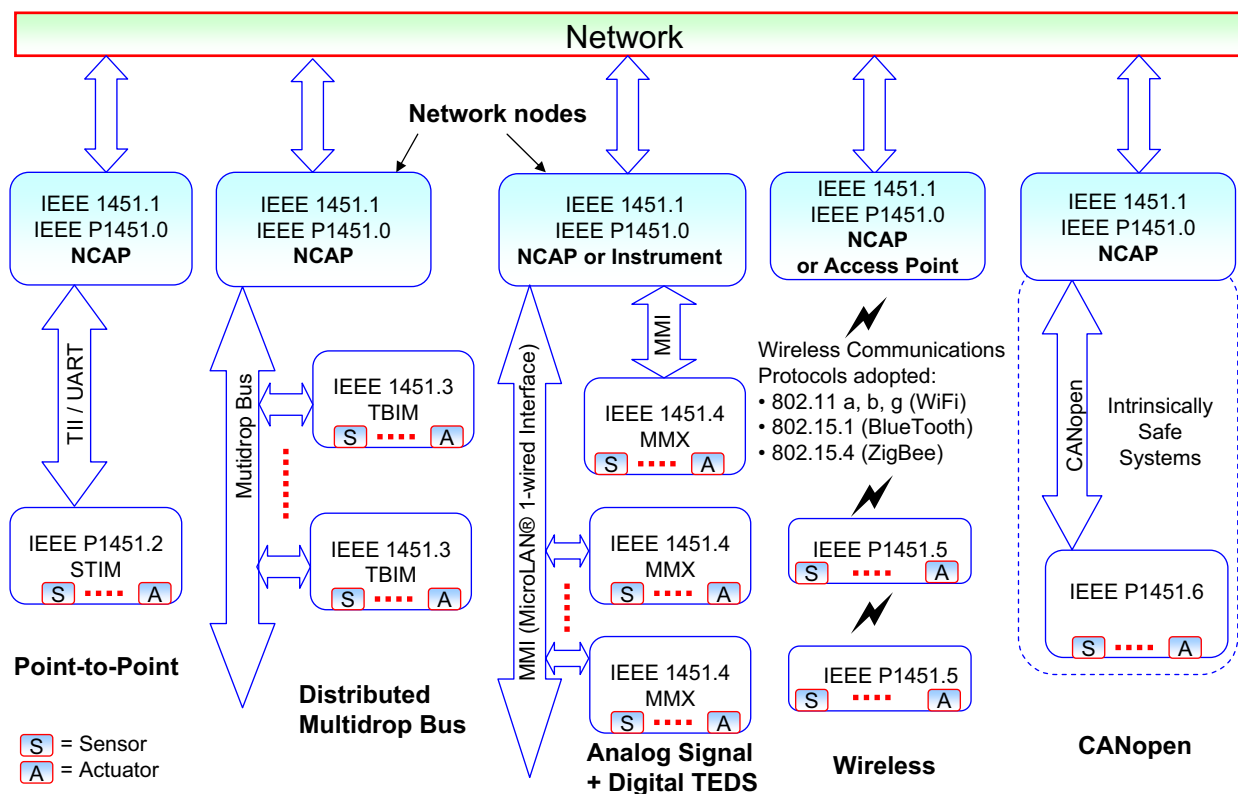 Network
Network nodes
IEEE 1451.1
IEEE P1451.0
NCAP
TII / UART
IEEE P1451.2
STIM
S
A
Point-to-Point
IEEE 1451.1
IEEE P1451.0
NCAP
Mutidrop Bus
IEEE 1451.3
TBIM
S
A
IEEE 1451.3
TBIM
S
A
Distributed
Multidrop Bus
IEEE 1451.1
IEEE P1451.0
NCAP or Instrument
MMI (MicroLAN® 1-wired Interface)
MMI
IEEE 1451.4
MMX
S
A
IEEE 1451.4
MMX
S
A
IEEE 1451.4
MMX
S
A
Analog Signal
+ Digital TEDS
IEEE 1451.1
IEEE P1451.0
NCAP
or Access Point
Wireless Communications
Protocols adopted:
• 802.11 a, b, g (WiFi)
• 802.15.1 (BlueTooth)
• 802.15.4 (ZigBee)
IEEE P1451.5
S
A
IEEE P1451.5
S
A
Wireless
IEEE 1451.1
IEEE P1451.0
NCAP
CANopen
Intrinsically
Safe
Systems
IEEE P1451.6
S
A
CANopen
S = Sensor
A = Actuator